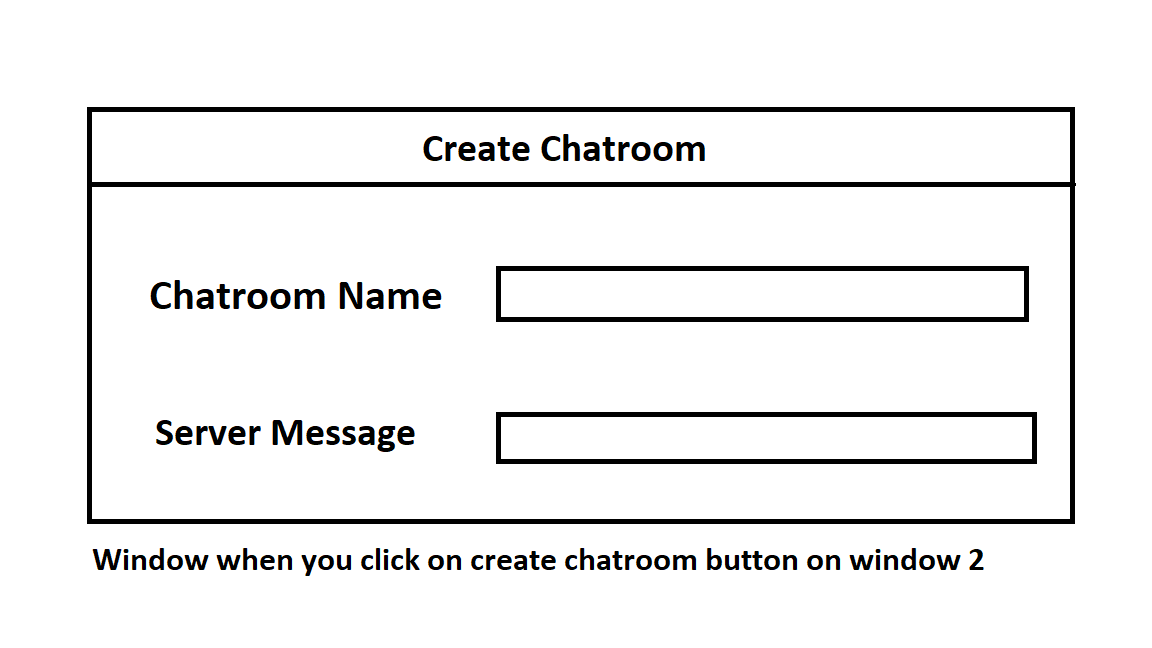 Create Chatroom
Chatroom Name
Server Message
Window when you click on create chatroom button on window 2